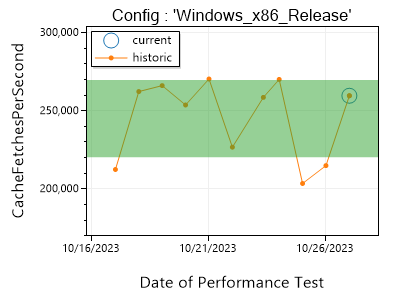 Config : 'Windows_x86_Release'
300,000
current
historic
250,000
200,000
CacheFetchesPerSecond
10/16/2023 10/21/2023 10/26/2023
Date of Performance Test